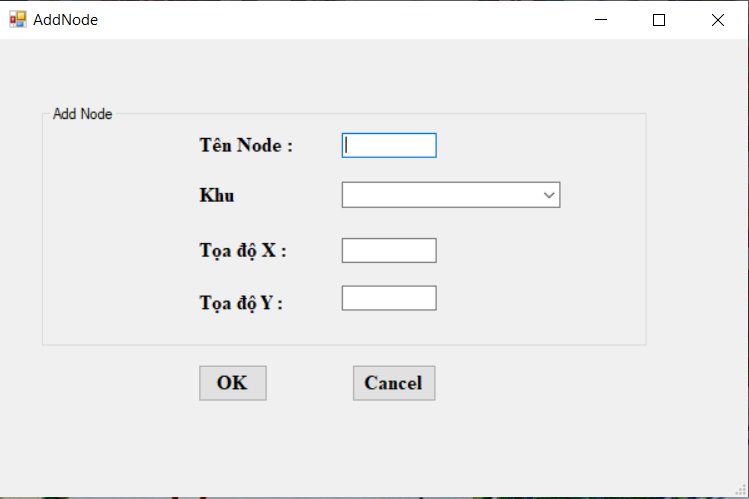 AddNode
Add Node
Tên Node :
Khu
Tọa độ X :
Tọa độ Y :
OK
Cancel